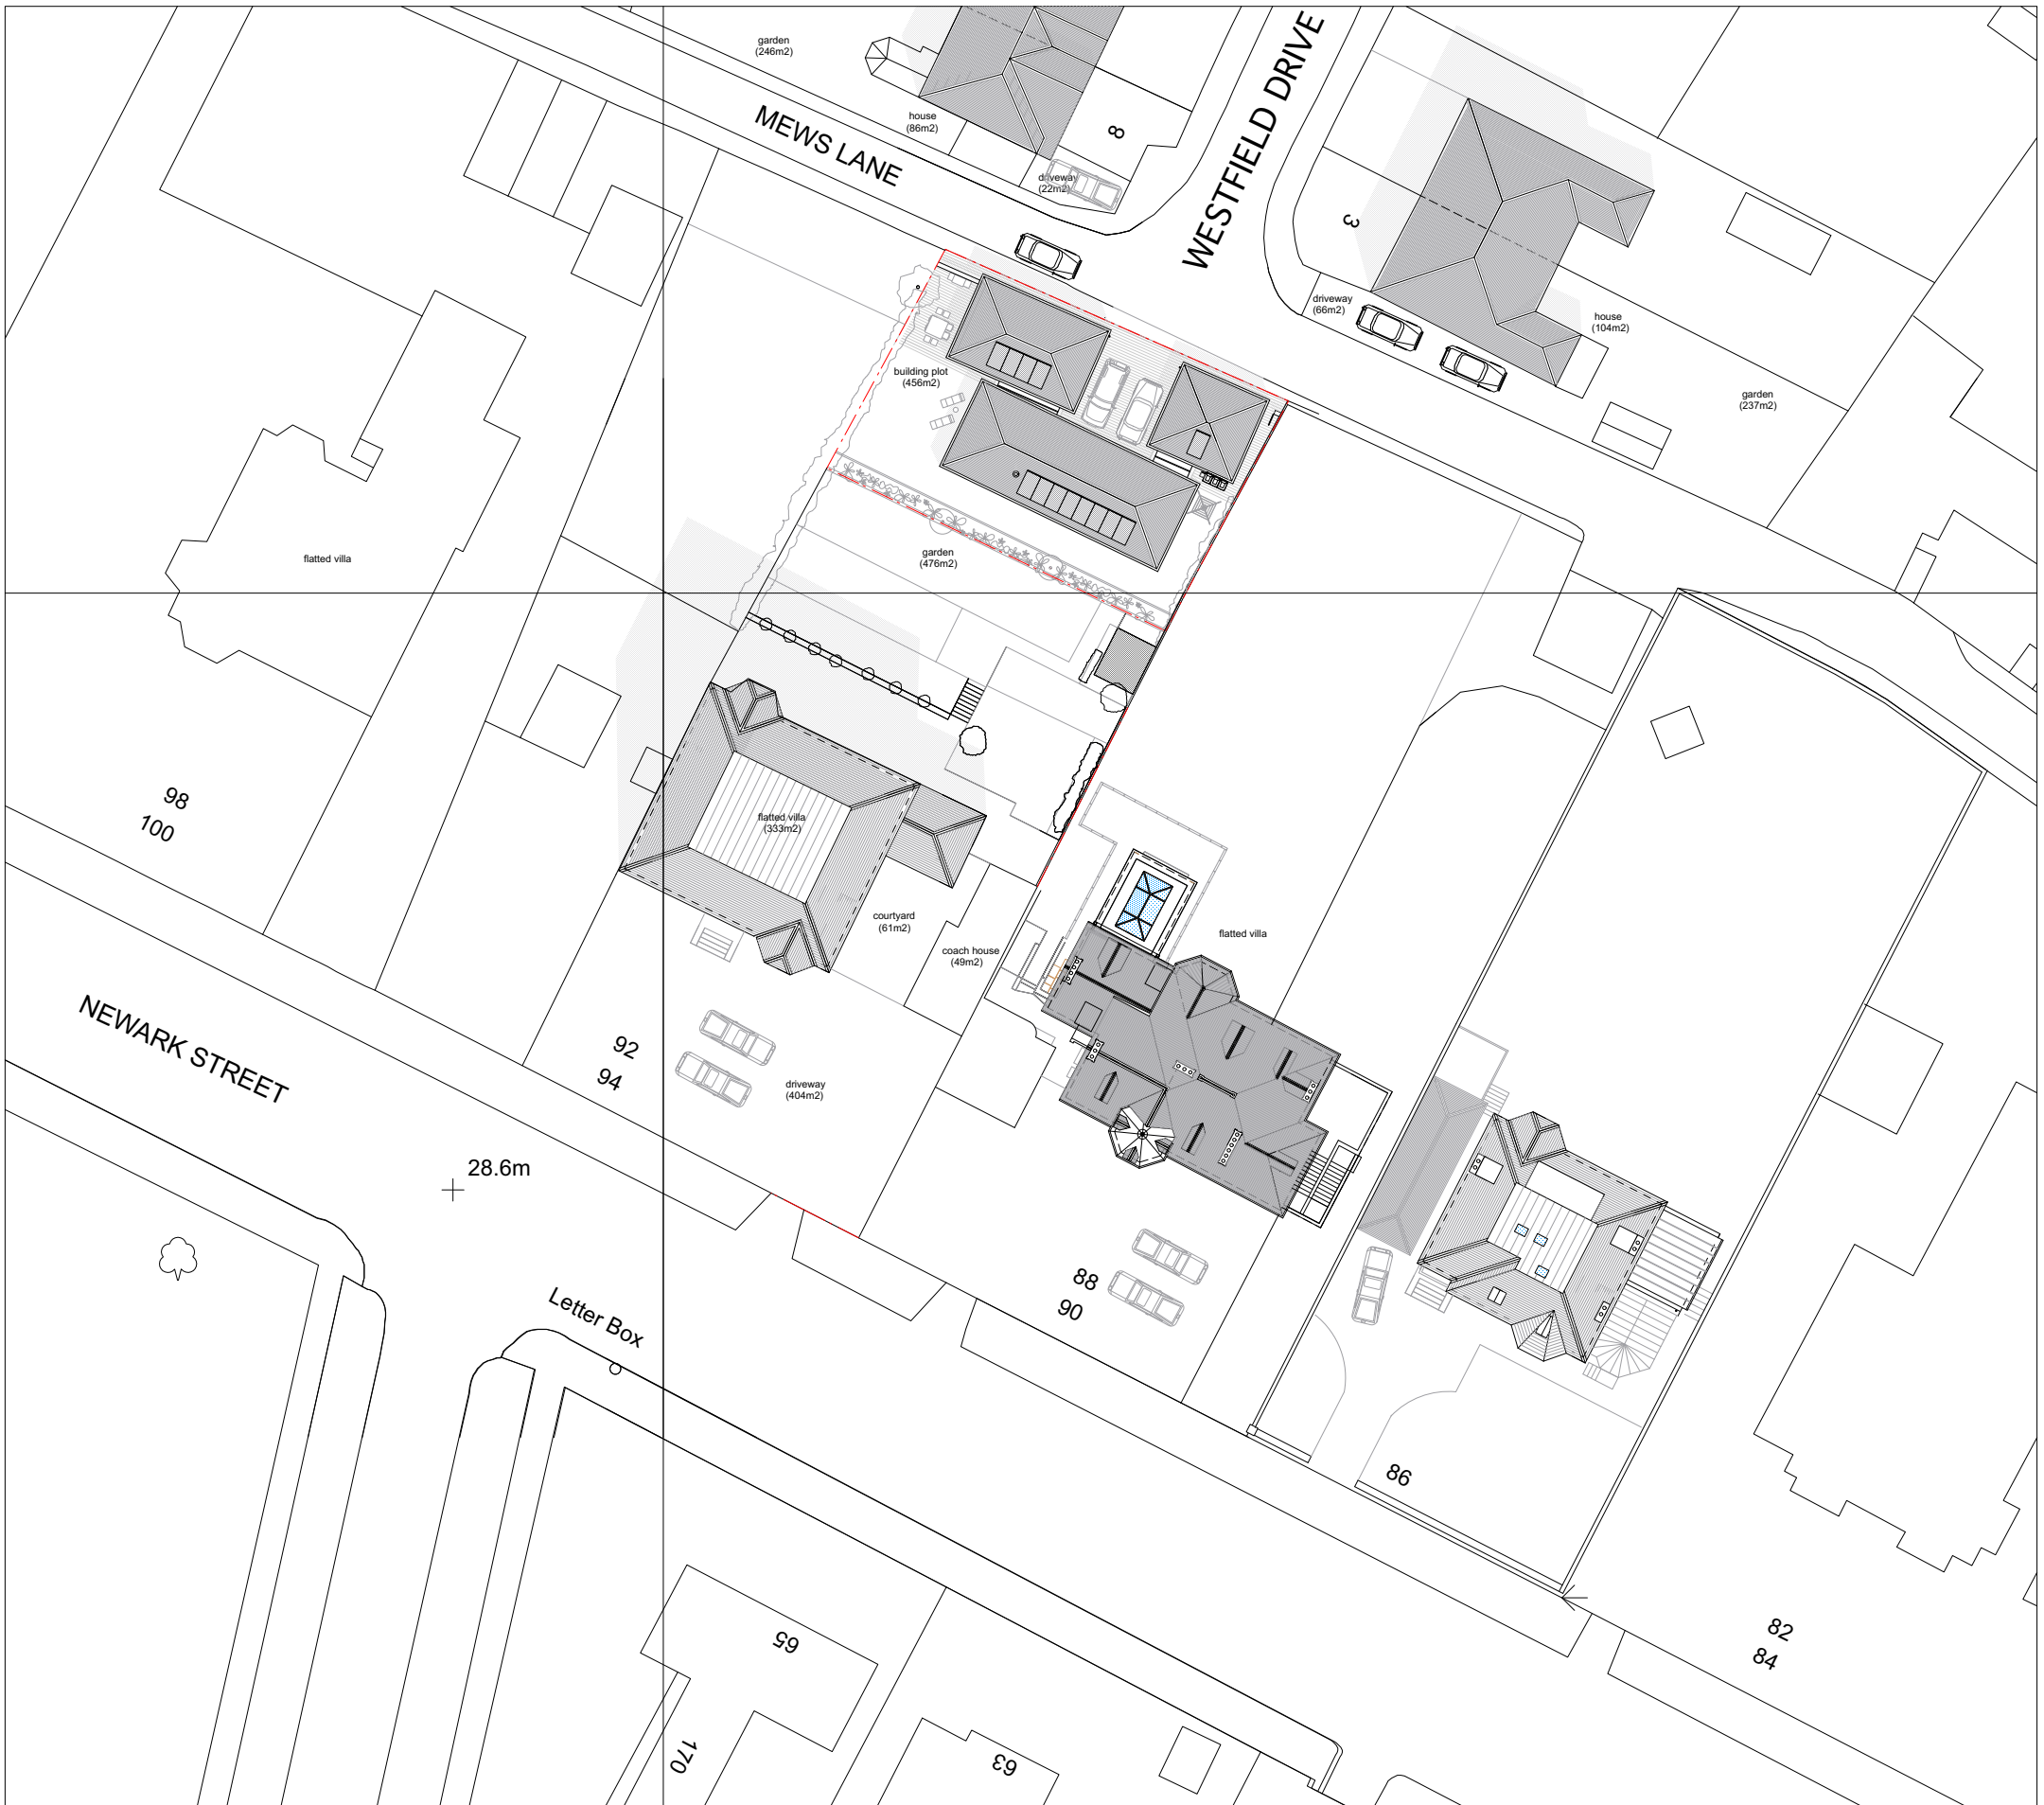 garden
(246m2)
WESTFIELD DRIVE
MEWS LANE
house
(86m2)
8
driveway
(22m2)
3
driveway
(66m2)
house
(104m2)
building plot
(456m2)
garden
(237m2)
flatted villa
garden
(476m2)
98
100
flatted villa
(333m2)
courtyard
(61m2)
coach house
(49m2)
flatted villa
NEWARK STREET
92
94
driveway
(404m2)
28.6m
Letter Box
88
90
86
82
84
65
170
63